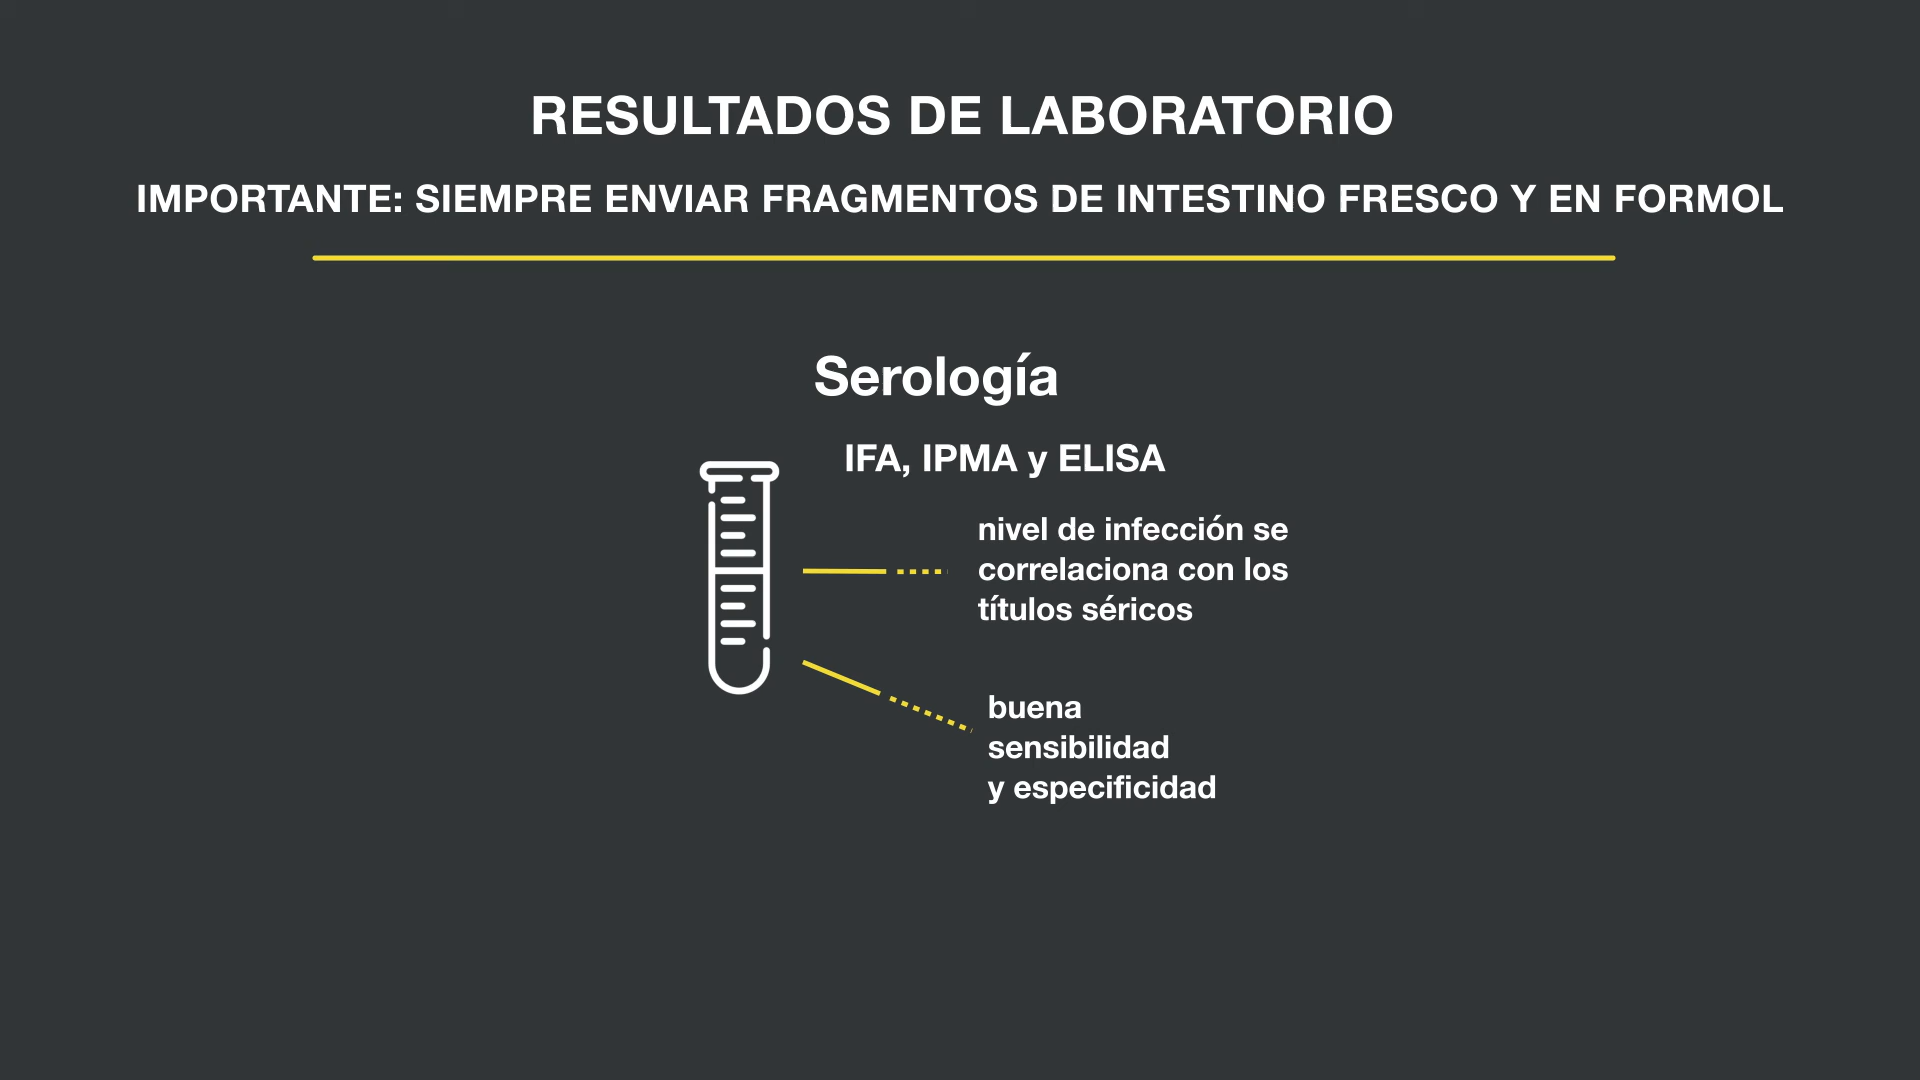 RESULTADOS DE LABORATORIO
IMPORTANTE: SIEMPRE ENVIAR FRAGMENTOS DE INTESTINO FRESCO Y EN FORMOL
Serología
IFA, IPMA y ELISA
nivel de infección se
correlaciona con los
títulos séricos
buena
sensibilidad
y especificidad